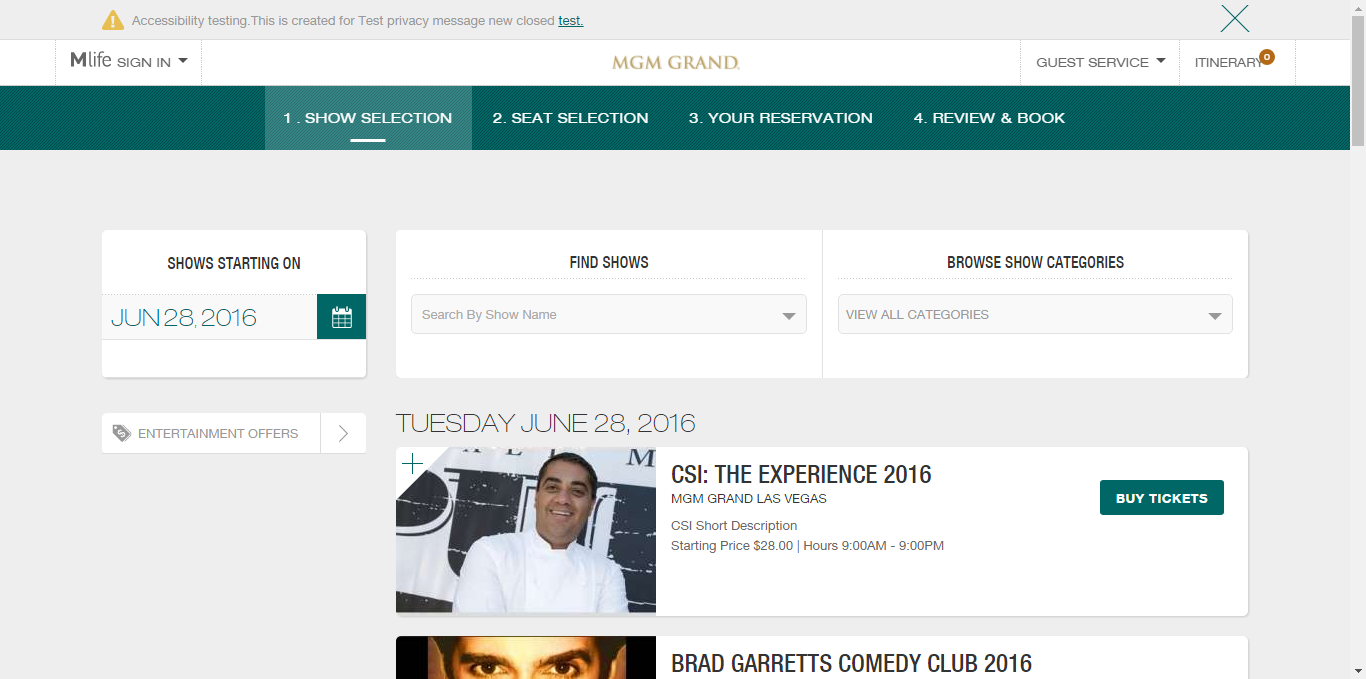 Accessibility testing.This is created for Test privacy message new closed test.
Mlife SIGN IN
MGM GRAND.
GUEST SERVICE
ITINERARY 0
1 . SHOW SELECTION
2. SEAT SELECTION
3. YOUR RESERVATION
4. REVIEW & BOOK
SHOWS STARTING ON
JUN 28, 2016
FIND SHOWS
Search By Show Name
BROWSE SHOW CATEGORIES
VIEW ALL CATEGORIES
ENTERTAINMENT OFFERS
TUESDAY JUNE 28, 2016
CSI: THE EXPERIENCE 2016
MGM GRAND LAS VEGAS
CSI Short Description
Starting Price $28.00 | Hours 9:00AM - 9:00PM
BUY TICKETS
BRAD GARRETTS COMEDY CLUB 2016